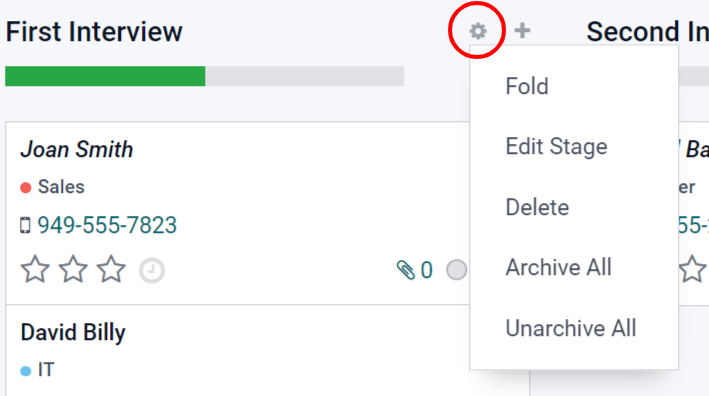 First Interview
Second In
Fold
Edit Stage
Delete
Archive All
Unarchive All
Joan Smith
Sales
949-555-7823
0
David Billy
IT
Ba
er
55-